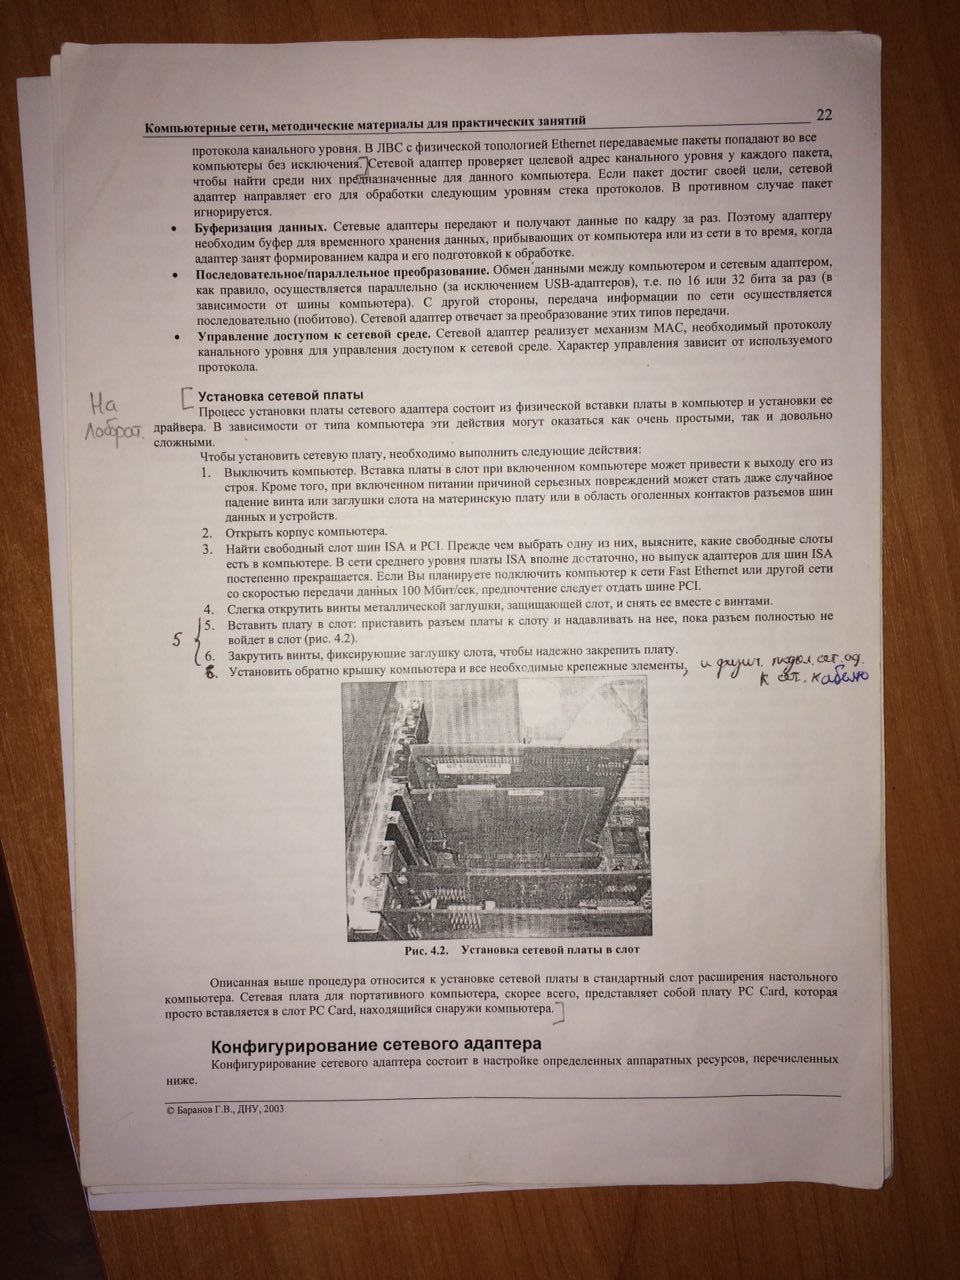 Компьютерные сети, методические материалы для практических занятий 22
протокола канального уровня. В ЛВС с физической топологией Ethernet передаваемые пакеты попадают во все
компьютеры без исключения. Сетевой адаптер проверяет целевой адрес канального уровня у каждого пакета,
чтобы найти среди них предназначенные для данного компьютера. Если пакет достиг своей цели, сетевой
адаптер направляет его для обработки следующим уровням стека протоколов. В противном случае пакет
игнорируется.
• Буферизация данных. Сетевые адаптеры передают и получают данные по кадру за раз. Поэтому адаптеру
необходим буфер для временного хранения данных, прибывающих от компьютера или из сети в то время, когда
адаптер занят формированием кадра и его подготовкой к обработке.
• Последовательное/параллельное преобразование. Обмен данными между компьютером и сетевым адаптером,
как правило, осуществляется параллельно (за исключением USB-адаптеров), т.е. по 16 или 32 бита за раз (в
зависимости от шины компьютера). С другой стороны, передача информации по сети осуществляется
последовательно (побитово). Сетевой адаптер отвечает за преобразование этих типов передачи.
• Управление доступом к сетевой среде. Сетевой адаптер реализует механизм MAC, необходимый протоколу
канального уровня для управления доступом к сетевой среде. Характер управления зависит от используемого
протокола.
Установка сетевой платы
На
Лаборат.
Процесс установки платы сетевого адаптера состоит из физической вставки платы в компьютер и установки ее
драйвера. В зависимости от типа компьютера эти действия могут оказаться как очень простыми, так и довольно
сложными.
Чтобы установить сетевую плату, необходимо выполнить следующие действия:
1. Выключить компьютер. Вставка платы в слот при включенном компьютере может привести к выходу его из
строя. Кроме того, при включенном питании причиной серьезных повреждений может стать даже случайное
падение винта или заглушки слота на материнскую плату или в область оголенных контактов разъемов шин
данных и устройств.
2. Открыть корпус компьютера.
3. Найти свободный слот шин ISA и PCI. Прежде чем выбрать одну из них, выясните, какие свободные слоты
есть в компьютере. В сети среднего уровня платы ISA вполне достаточно, но выпуск адаптеров для шин ISA
постепенно прекращается. Если Вы планируете подключить компьютер к сети Fast Ethernet или другой сети
со скоростью передачи данных 100 Мбит/сек, предпочтение следует отдать шине PCI.
4. Слегка открутить винты металлической заглушки, защищающей слот, и снять ее вместе с винтами.
5. Вставить плату в слот: приставить разъем платы к слоту и надавливать на нее, пока разъем полностью не
войдет в слот (рис. 4.2).
5
6. Закрутить винты, фиксирующие заглушку слота, чтобы надежно закрепить плату.
6. Установить обратно крышку компьютера и все необходимые крепежные элементы, и физич. подкл. сет. ад.
к сет. кабелю
Рис. 4.2. Установка сетевой платы в слот
Описанная выше процедура относится к установке сетевой платы в стандартный слот расширения настольного
компьютера. Сетевая плата для портативного компьютера, скорее всего, представляет собой плату PC Card, которая
просто вставляется в слот PC Card, находящийся снаружи компьютера.
Конфигурирование сетевого адаптера
Конфигурирование сетевого адаптера состоит в настройке определенных аппаратных ресурсов, перечисленных
ниже.
© Баранов Г.В., ДНУ, 2003